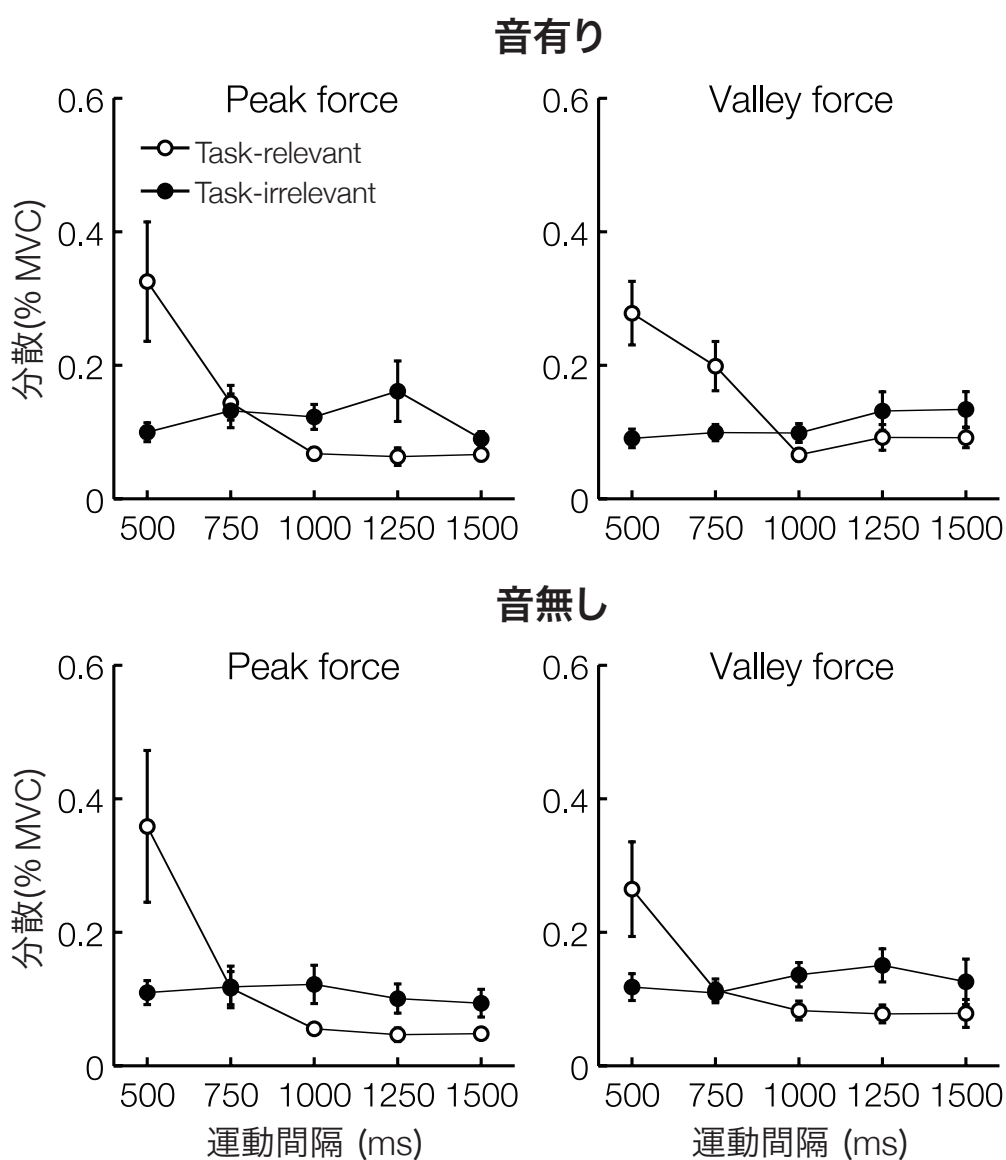 音有り
Peak force
0.6
0.4
0.2
0
分散(% MVC)
Task-relevant
Task-irrelevant
500 750 1000 1250 1500
Valley force
0.6
0.4
0.2
0
500 750 1000 1250 1500
音無し
Peak force
0.6
0.4
0.2
0
分散(% MVC)
500 750 1000 1250 1500
運動間隔 (ms)
Valley force
0.6
0.4
0.2
0
500 750 1000 1250 1500
運動間隔 (ms)